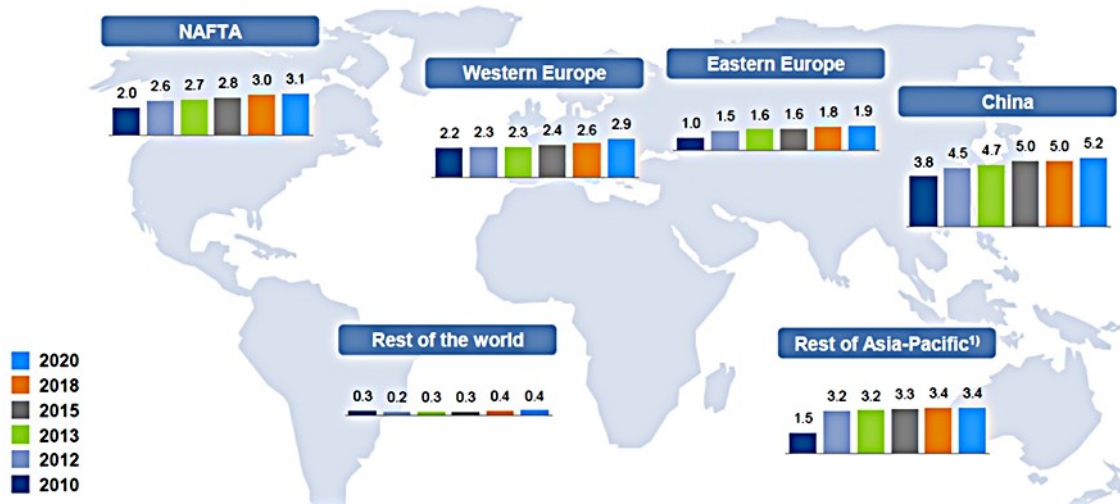 NAFTA
2.0 2.6 2.7 2.8 3.0 3.1
Western Europe
2.2 2.3 2.3 2.4 2.6 2.9
Eastern Europe
1.0 1.5 1.6 1.6 1.8 1.9
China
3.8 4.5 4.7 5.0 5.0 5.2
Rest of the world
0.3 0.2 0.3 0.3 0.4 0.4
Rest of Asia-Pacific¹⁾
1.5 3.2 3.2 3.3 3.4 3.4
2020
2018
2015
2013
2012
2010